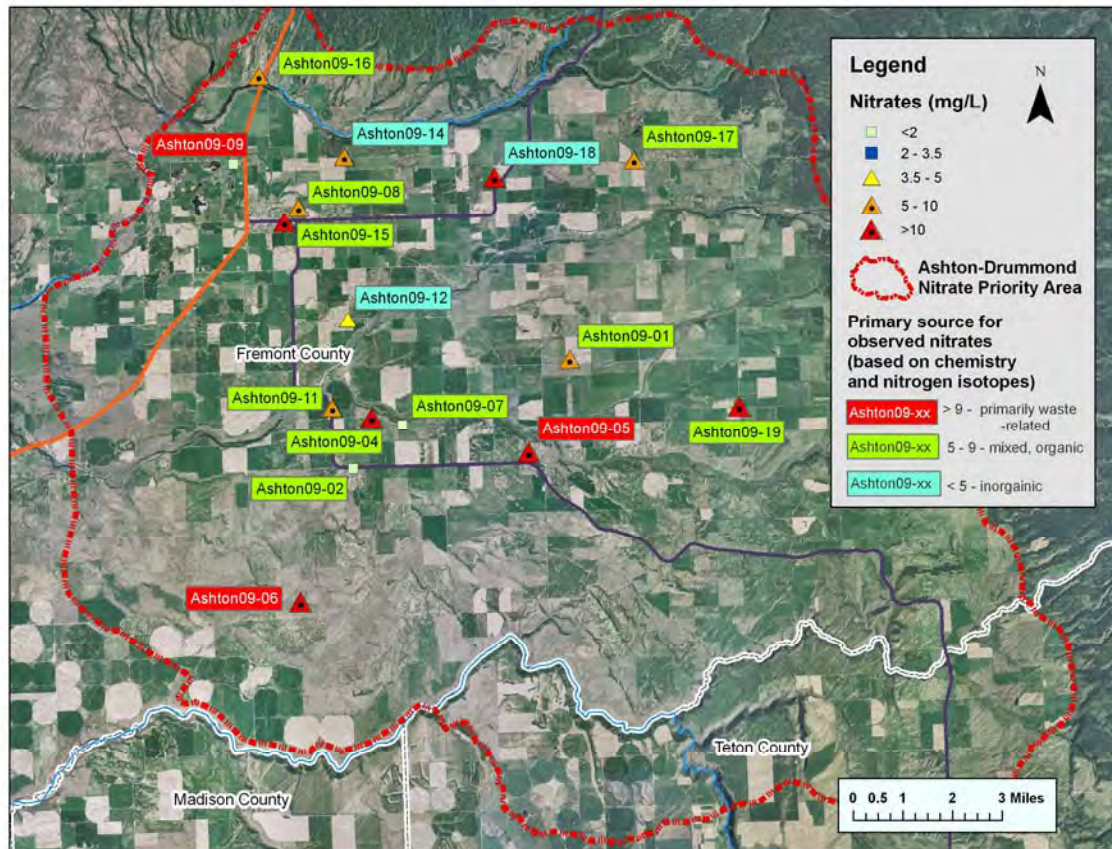 Ashton09-16
Ashton09-14
Ashton09-17
Ashton09-09
Ashton09-18
Ashton09-08
Ashton09-15
Ashton09-12
Fremont County
Ashton09-01
Ashton09-11
Ashton09-07
Ashton09-04
Ashton09-05
Ashton09-19
Ashton09-02
Ashton09-06
Teton County
Madison County
Legend
N
Nitrates (mg/L)
<2
2 - 3.5
3.5 - 5
5 - 10
>10
Ashton-Drummond
Nitrate Priority Area
Primary source for
observed nitrates
(based on chemistry
and nitrogen isotopes)
Ashton09-xx > 9 - primarily waste
-related
Ashton09-xx 5 - 9 - mixed, organic
Ashton09-xx < 5 - inorgainic
0 0.5 1 2 3 Miles